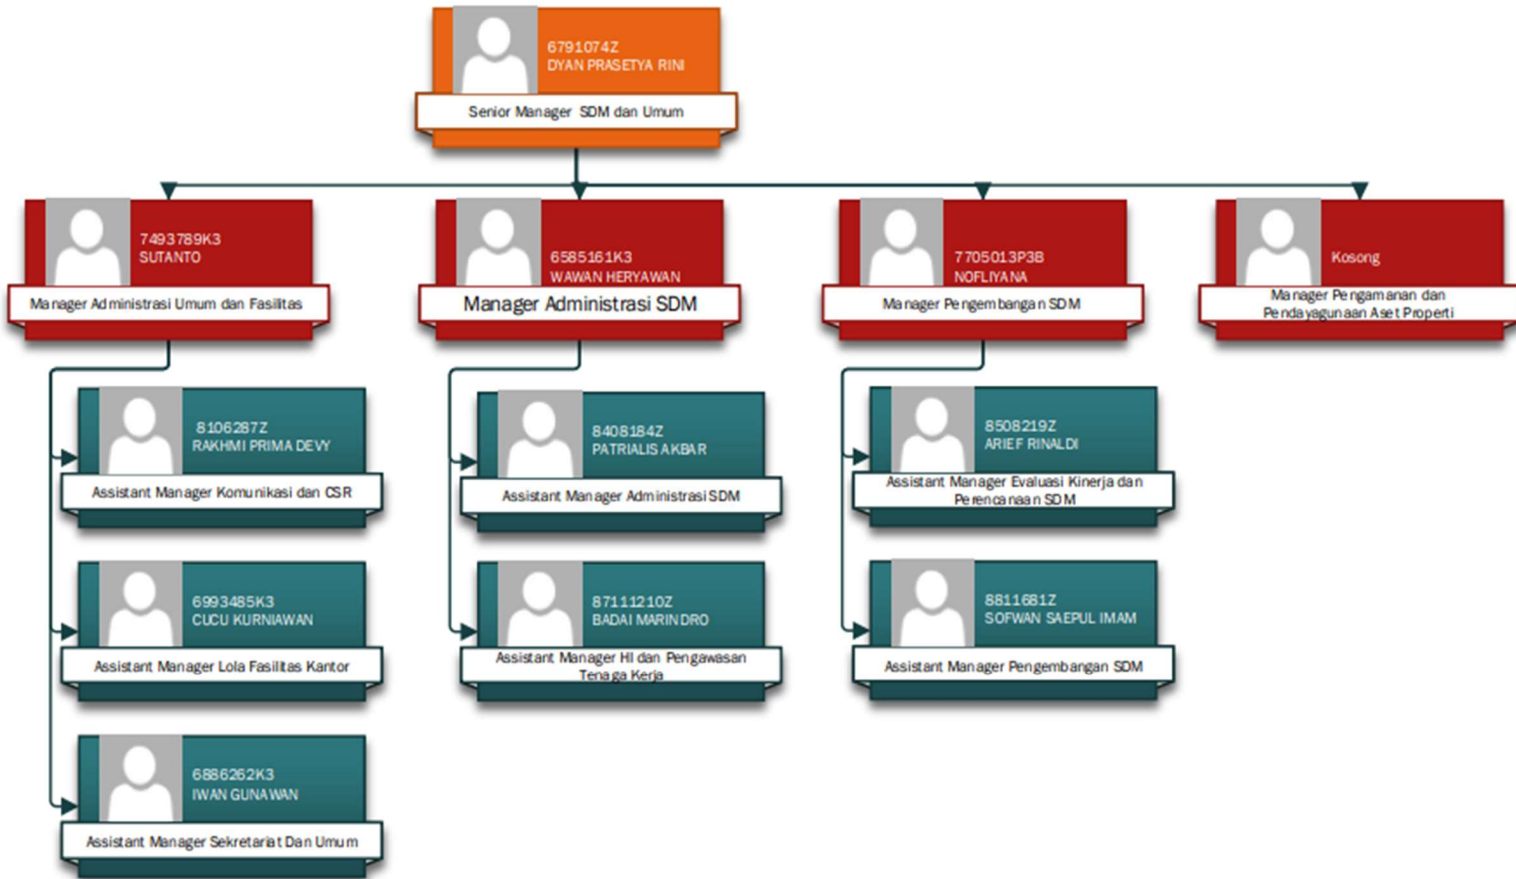 6791074Z
DYAN PRASETYA RINI
Senior Manager SDM dan Umum
7493789K3
SUTANTO
Manager Administrasi Umum dan Fasilitas
6585161K3
WAWAN HERYAWAN
Manager Administrasi SDM
7705013P3B
NOFLIYANA
Manager Pengembangan SDM
Kosong
Manager Pengamanan dan
Pendayagunaan Aset Properti
8106287Z
RAKHMI PRIMA DEVY
Assistant Manager Komunikasi dan CSR
8408184Z
PATRIALIS AKBAR
Assistant Manager Administrasi SDM
8508219Z
ARIEF RINALDI
Assistant Manager Evaluasi Kinerja dan
Perencanaan SDM
6993485K3
CUCU KURNIAWAN
Assistant Manager Lola Fasilitas Kantor
87111210Z
BADAI MARINDRO
Assistant Manager HI dan Pengawasan
Tenaga Kerja
8811681Z
SOFWAN SAEPUL IMAM
Assistant Manager Pengembangan SDM
6886262K3
IWAN GUNAWAN
Assistant Manager Sekretariat Dan Umum